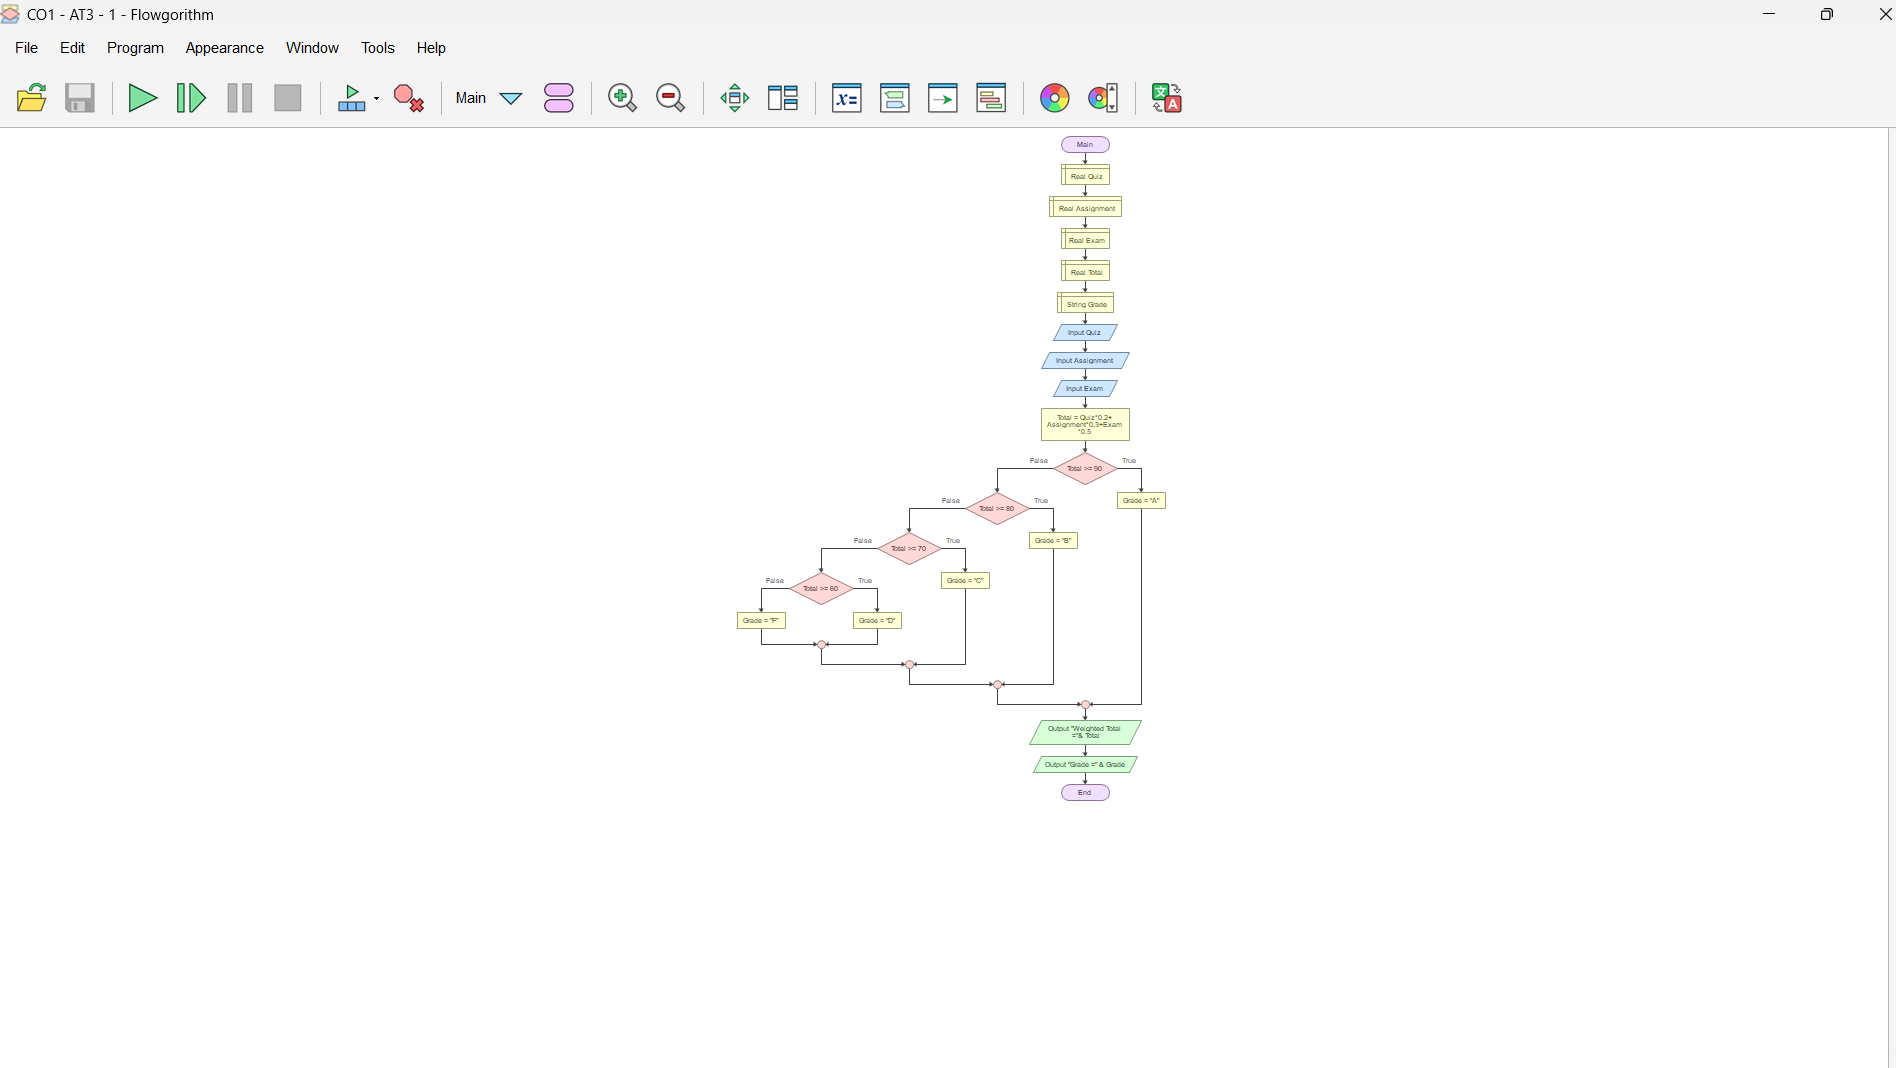 CO1 - AT3 - 1 - Flowgorithm
File Edit Program Appearance Window Tools Help
Main
x=
文
A
Main
Real Quiz
Real Assignment
Real Exam
Real Total
String Grade
Input Quiz
Input Assignment
Input Exam
Total = Quiz*0.2+
Assignment*0.3+Exam
*0.5
False
Total >= 90
True
Grade = "A"
False
Total >= 80
True
Grade = "B"
False
Total >= 70
True
Grade = "C"
False
Total >= 60
True
Grade = "F"
Grade = "D"
Output "Weighted Total
="& Total
Output "Grade =" & Grade
End